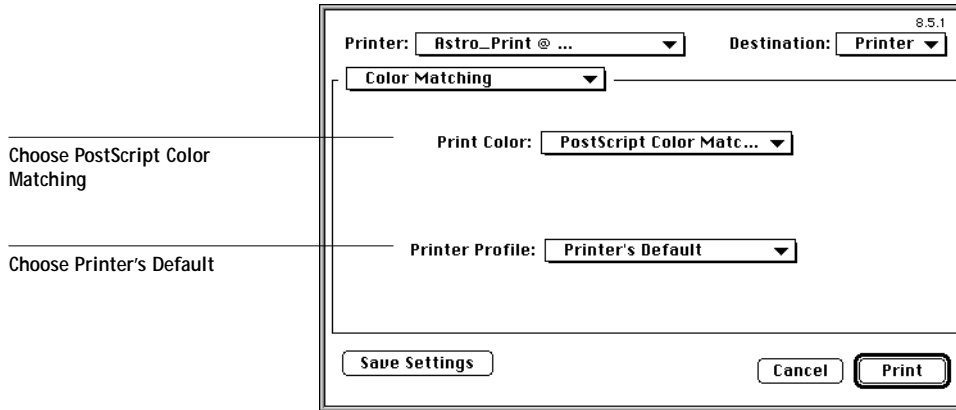 8.5.1
Printer: Astro_Print @ ... Destination: Printer
Color Matching
Print Color: PostScript Color Matc...
Choose PostScript Color
Matching
Printer Profile: Printer's Default
Choose Printer's Default
Save Settings Cancel Print